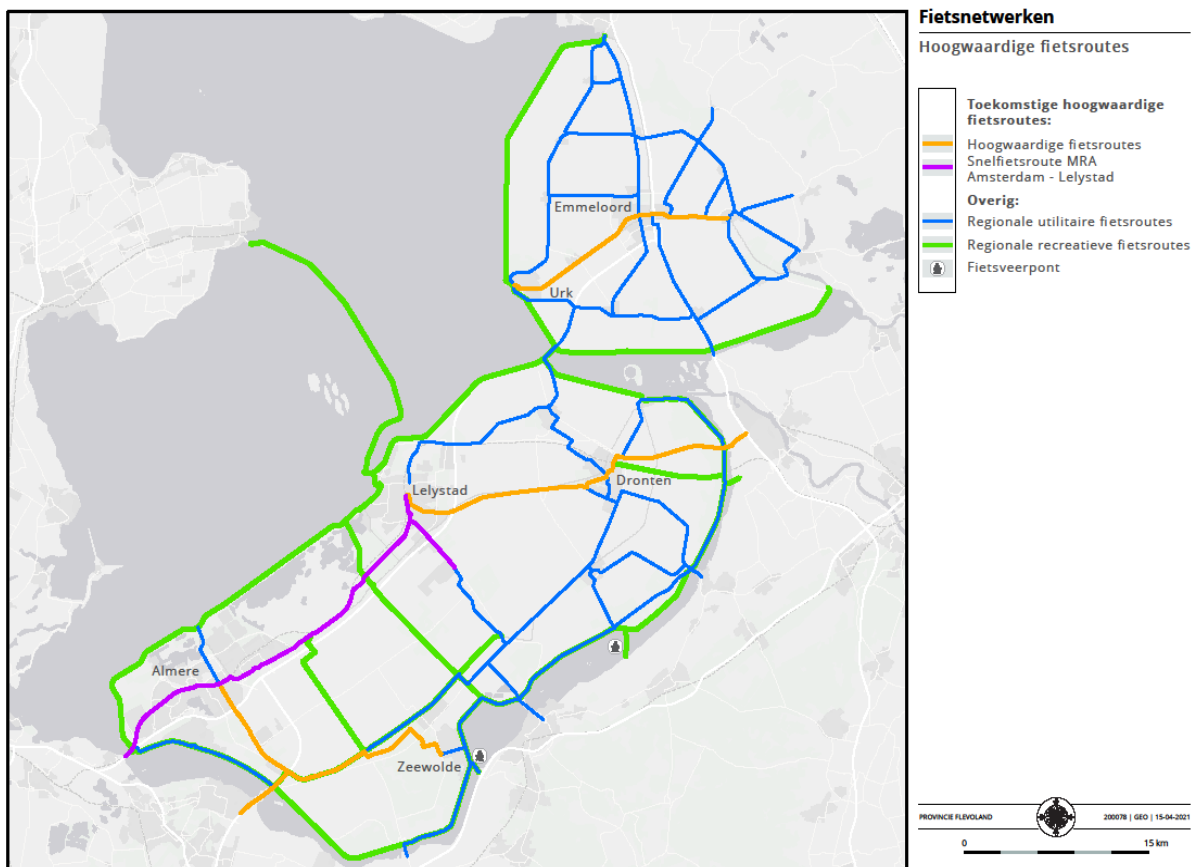 Fietsnetwerken
Hoogwaardige fietsroutes
Toekomstige hoogwaardige
fietsroutes:
Hoogwaardige fietsroutes
Snelfietsroute MRA
Amsterdam - Lelystad
Overig:
Regionale utilitaire fietsroutes
Regionale recreatieve fietsroutes
Fietsveerpont
Emmeloord
Urk
Lelystad
Dronten
Almere
Zeewolde
PROVINCIE FLEVOLAND
200078 | GEO | 15-04-2021
0
15 km